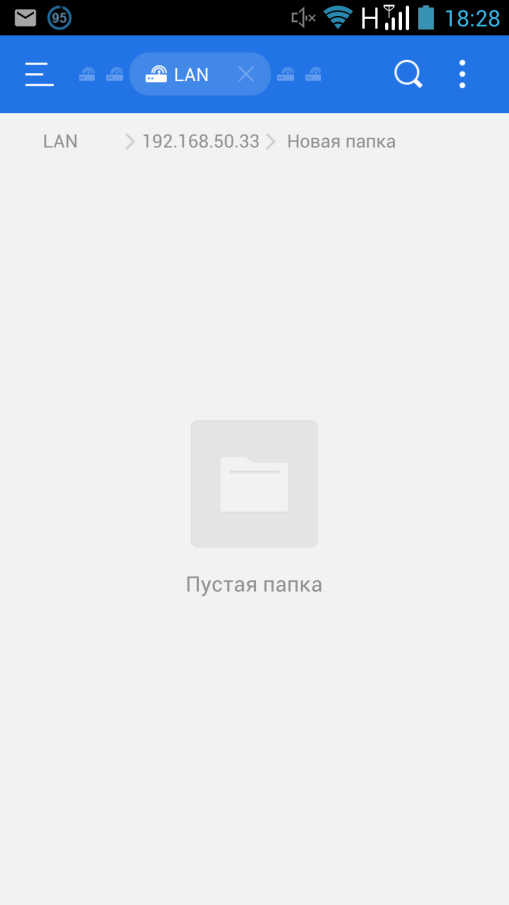 95 H 18:28
LAN
LAN 192.168.50.33 Новая папка
Пустая папка